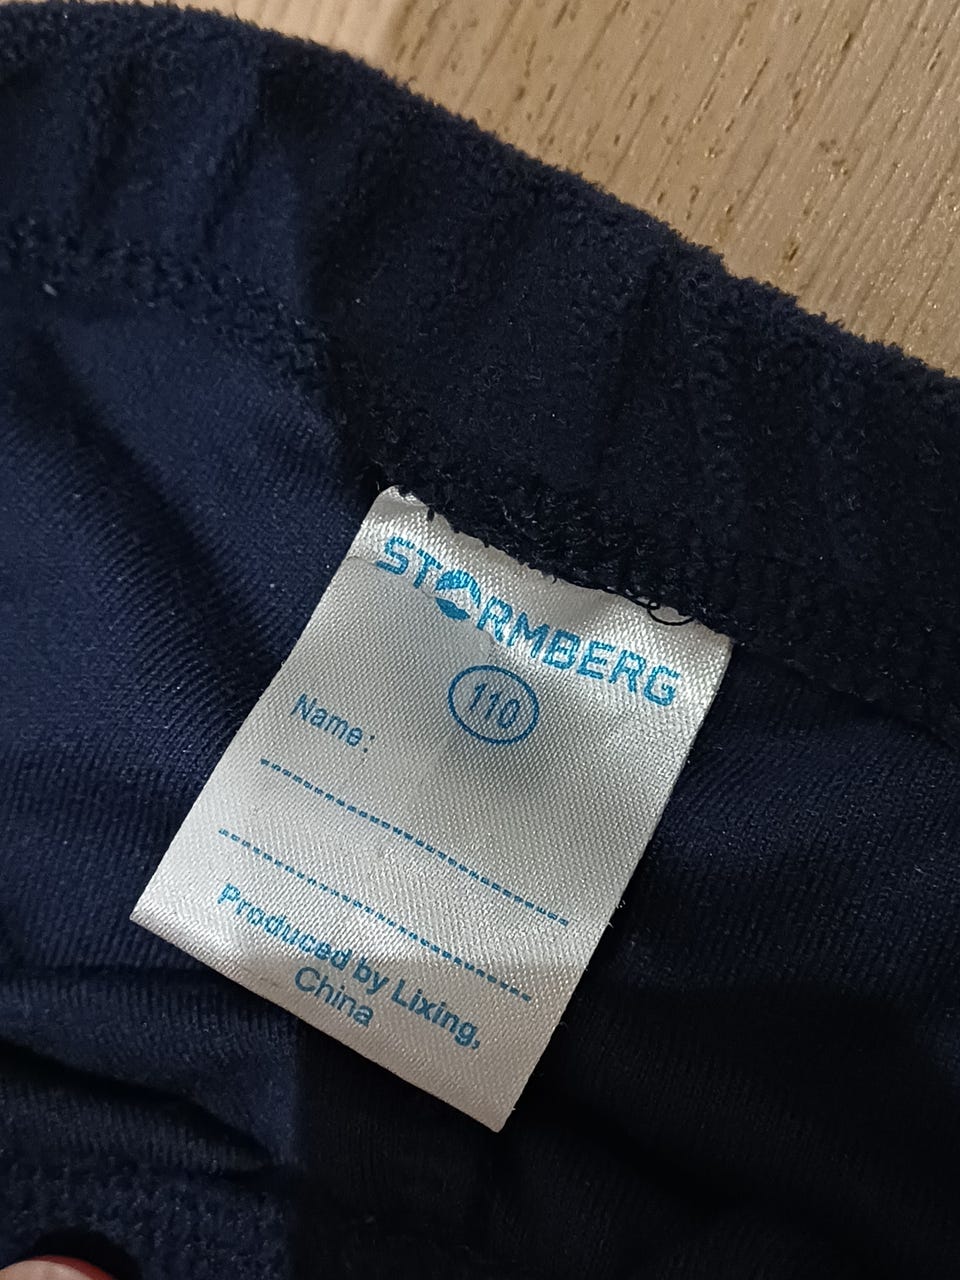 STORMBERG
110
Name:
Produced by Lixing,
China